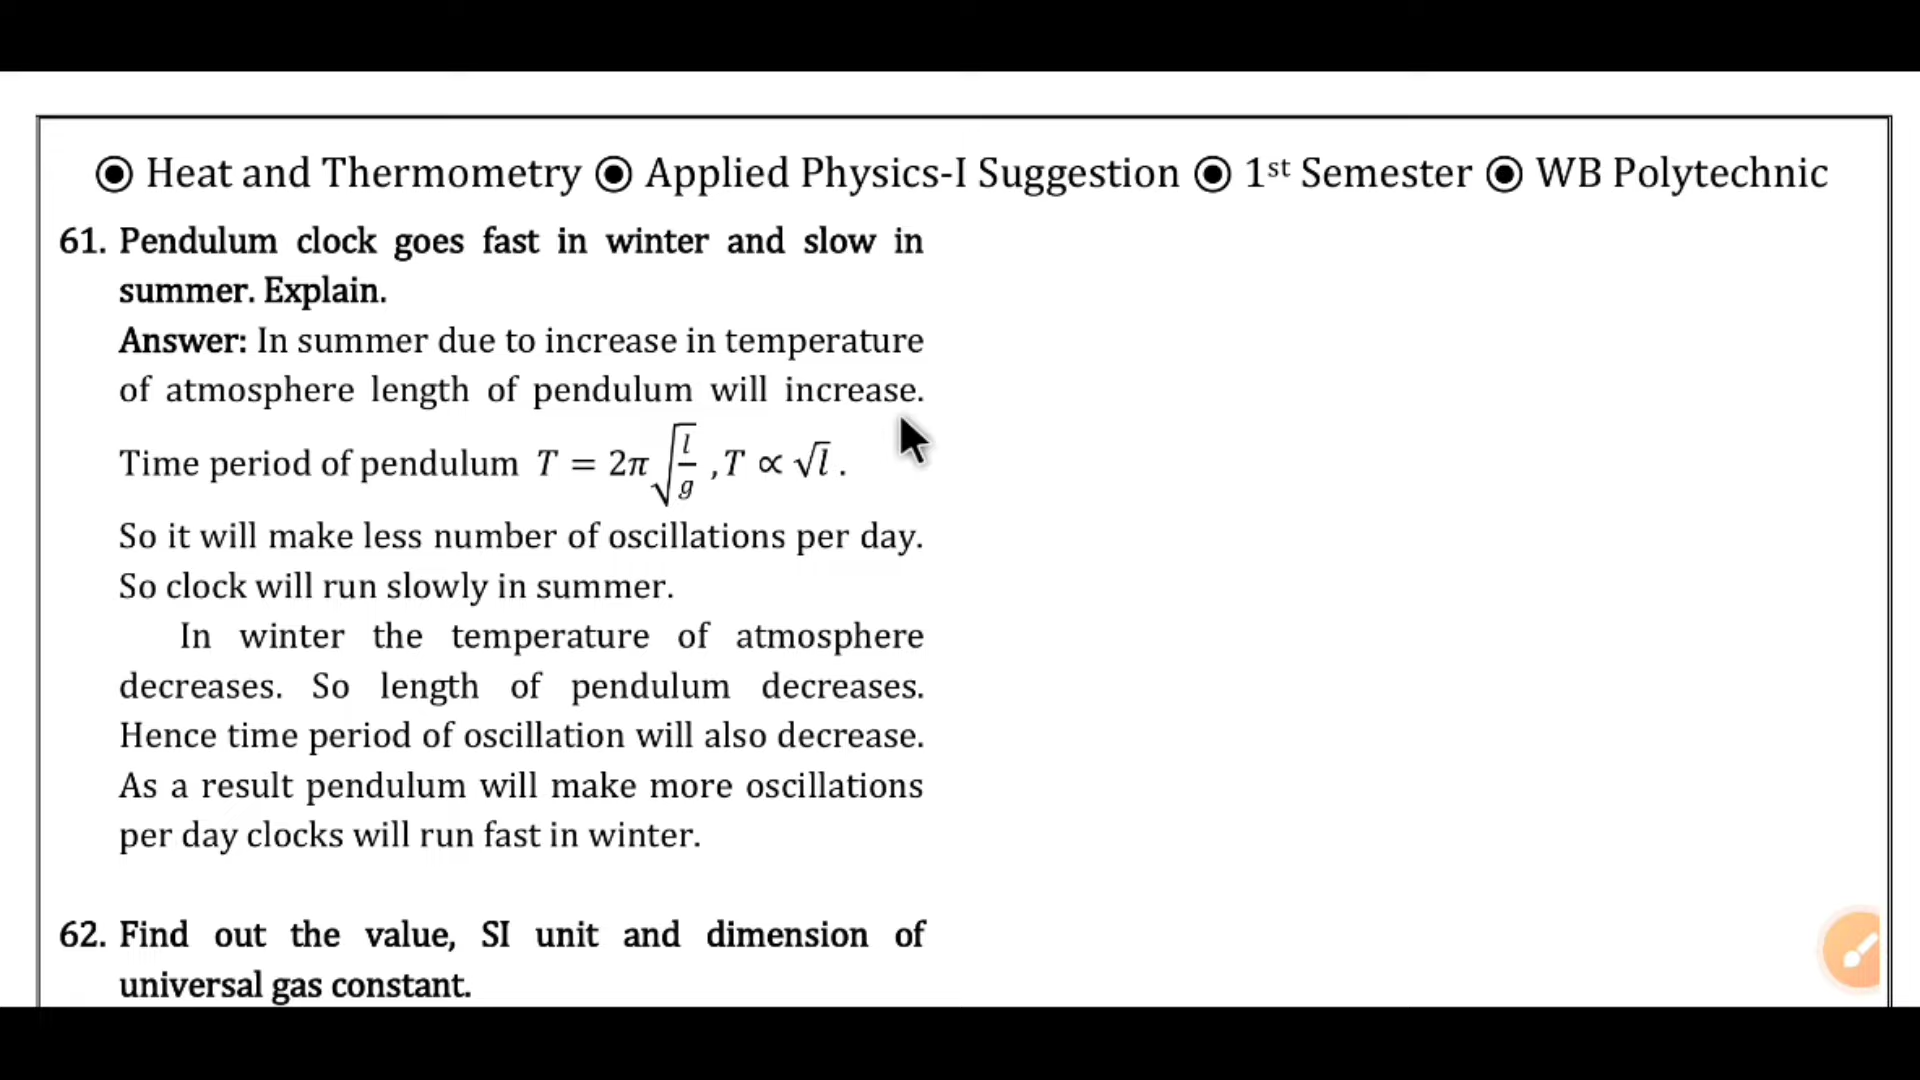 ◉ Heat and Thermometry ◉ Applied Physics-I Suggestion ◉ 1st Semester ◉ WB Polytechnic
61. Pendulum clock goes fast in winter and slow in
summer. Explain.
Answer: In summer due to increase in temperature
of atmosphere length of pendulum will increase.
Time period of pendulum T = 2π√(l/g) , T ∝ √l .
So it will make less number of oscillations per day.
So clock will run slowly in summer.
In winter the temperature of atmosphere
decreases. So length of pendulum decreases.
Hence time period of oscillation will also decrease.
As a result pendulum will make more oscillations
per day clocks will run fast in winter.
62. Find out the value, SI unit and dimension of
universal gas constant.